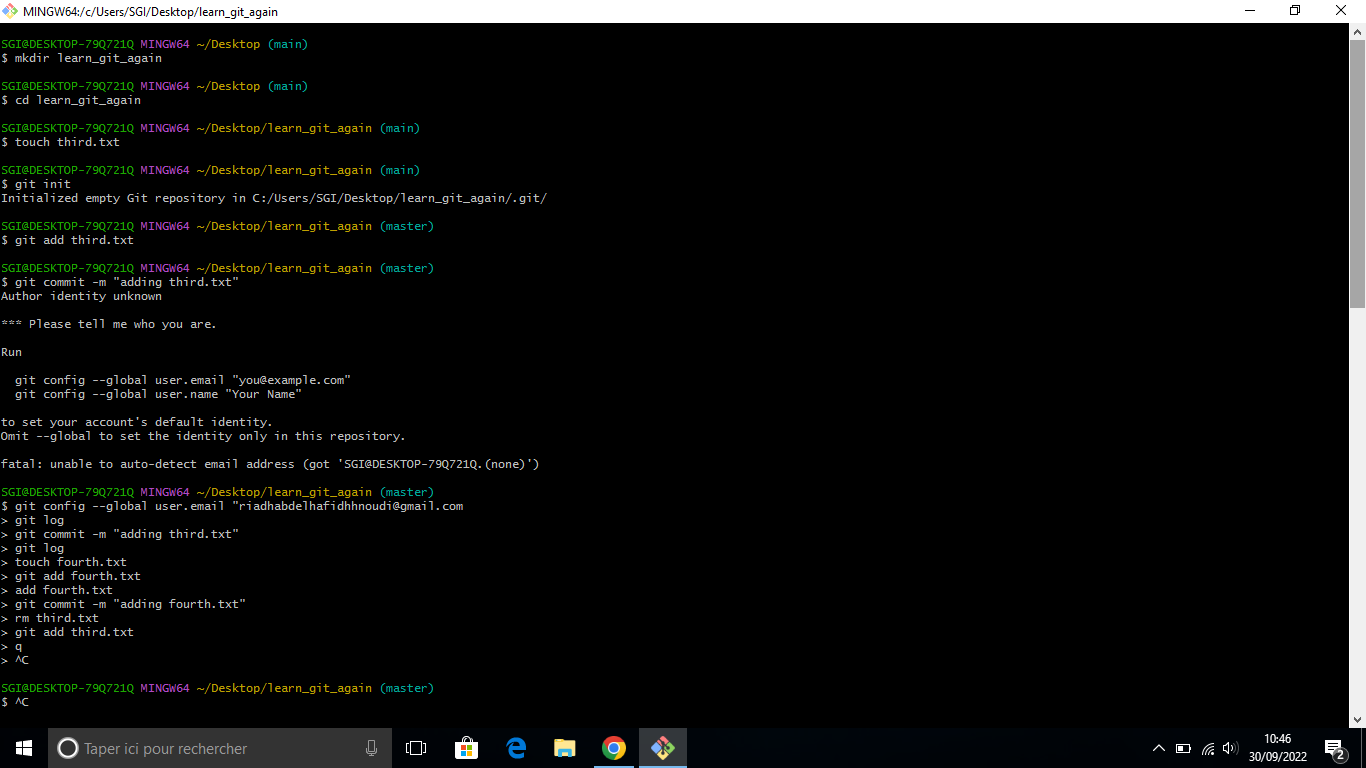 MINGW64:/c/Users/SGI/Desktop/learn_git_again
SGI@DESKTOP-79Q721Q MINGW64 ~/Desktop (main)
$ mkdir learn_git_again
SGI@DESKTOP-79Q721Q MINGW64 ~/Desktop (main)
$ cd learn_git_again
SGI@DESKTOP-79Q721Q MINGW64 ~/Desktop/learn_git_again (main)
$ touch third.txt
SGI@DESKTOP-79Q721Q MINGW64 ~/Desktop/learn_git_again (main)
$ git init
Initialized empty Git repository in C:/Users/SGI/Desktop/learn_git_again/.git/
SGI@DESKTOP-79Q721Q MINGW64 ~/Desktop/learn_git_again (master)
$ git add third.txt
SGI@DESKTOP-79Q721Q MINGW64 ~/Desktop/learn_git_again (master)
$ git commit -m "adding third.txt"
Author identity unknown
*** Please tell me who you are.
Run
  git config --global user.email "you@example.com"
  git config --global user.name "Your Name"
to set your account's default identity.
Omit --global to set the identity only in this repository.
fatal: unable to auto-detect email address (got 'SGI@DESKTOP-79Q721Q.(none)')
SGI@DESKTOP-79Q721Q MINGW64 ~/Desktop/learn_git_again (master)
$ git config --global user.email "riadhabdelhafidhhnoudi@gmail.com
> git log
> git commit -m "adding third.txt"
> git log
> touch fourth.txt
> git add fourth.txt
> add fourth.txt
> git commit -m "adding fourth.txt"
> rm third.txt
> git add third.txt
> q
> ^C
SGI@DESKTOP-79Q721Q MINGW64 ~/Desktop/learn_git_again (master)
$ ^C
Taper ici pour rechercher
10:46
30/09/2022
2